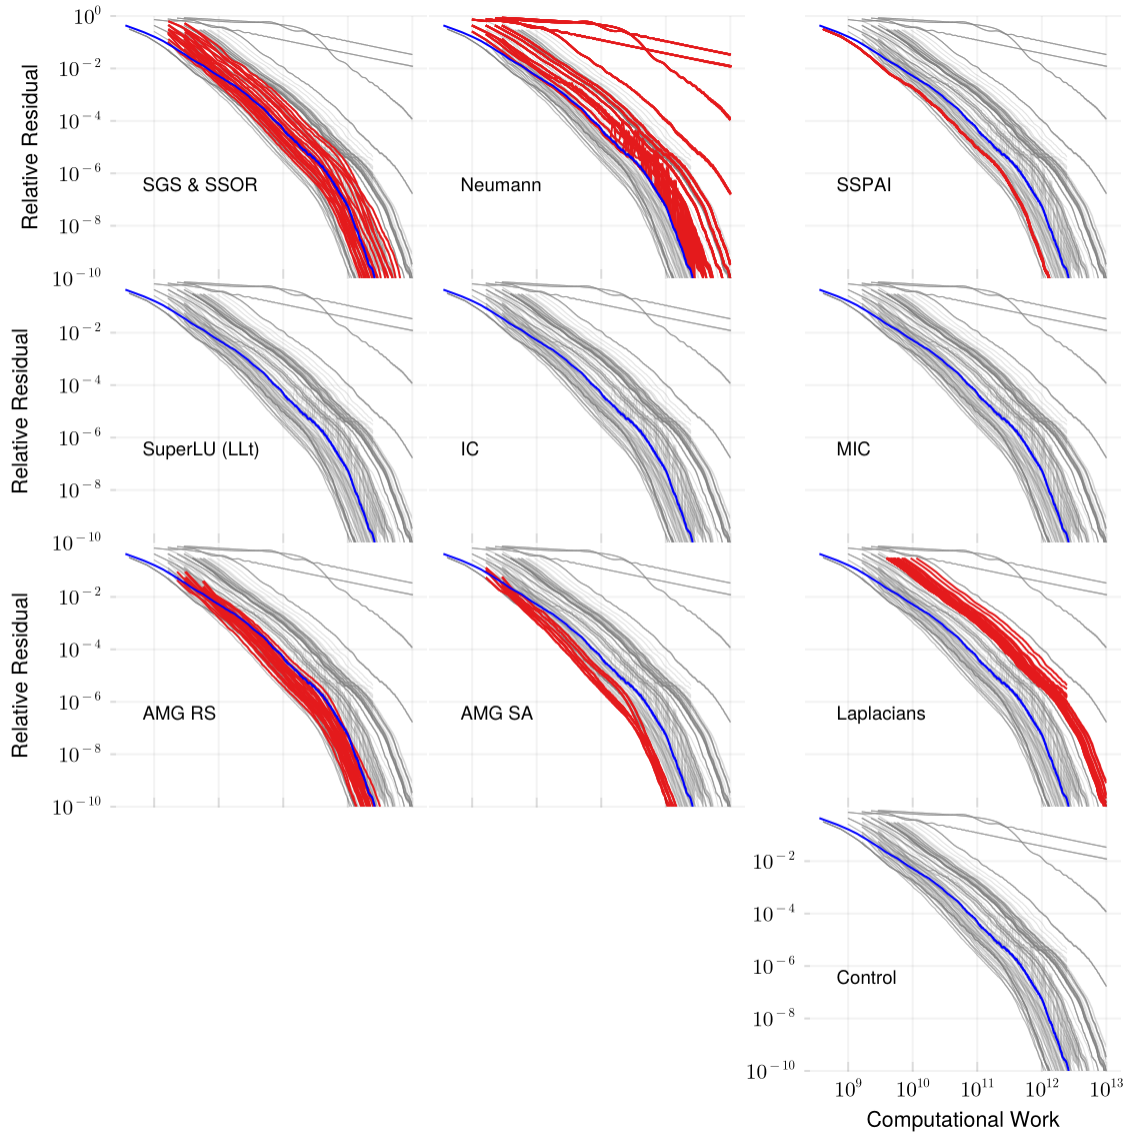 10^0
10^−2
10^−4
10^−6
10^−8
10^−10
Relative Residual
SGS & SSOR
Neumann
SSPAI
10^−2
10^−4
10^−6
10^−8
10^−10
Relative Residual
SuperLU (LLt)
IC
MIC
10^−2
10^−4
10^−6
10^−8
10^−10
Relative Residual
AMG RS
AMG SA
Laplacians
10^−2
10^−4
10^−6
10^−8
10^−10
Control
10^9 10^10 10^11 10^12 10^13
Computational Work